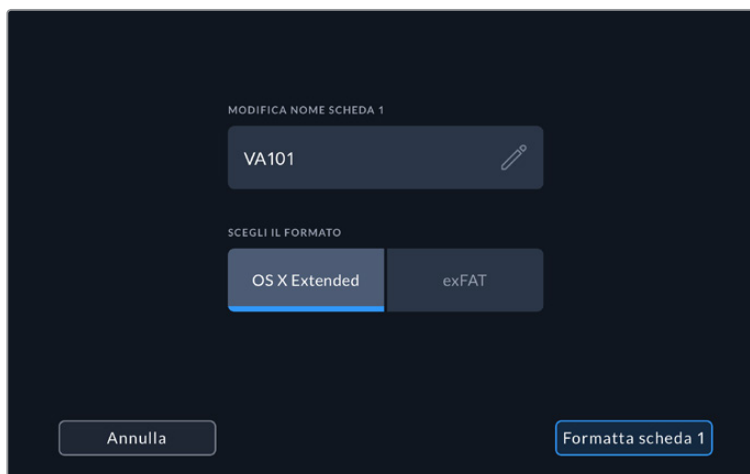 MODIFICA NOME SCHEDA 1
VA101
SCEGLI IL FORMATO
OS X Extended
exFAT
Annulla
Formatta scheda 1